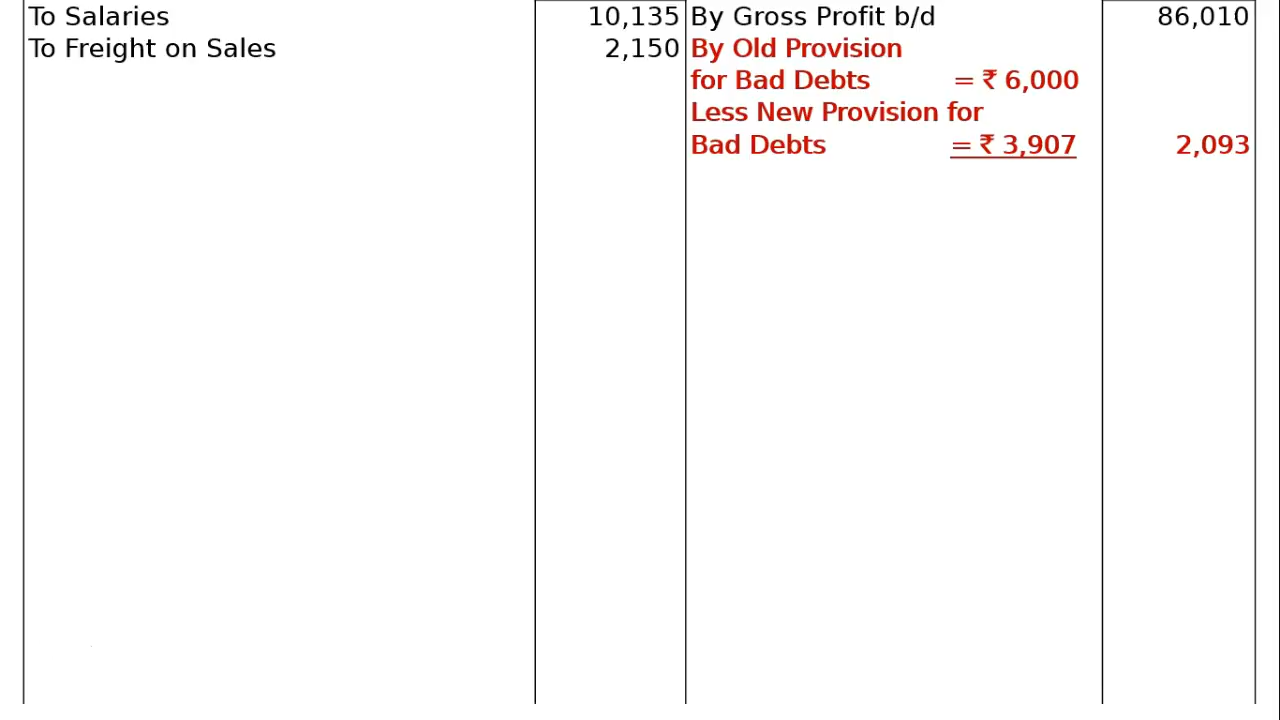 To Salaries 10,135 By Gross Profit b/d 86,010
To Freight on Sales 2,150 By Old Provision
for Bad Debts = ₹ 6,000
Less New Provision for
Bad Debts = ₹ 3,907 2,093